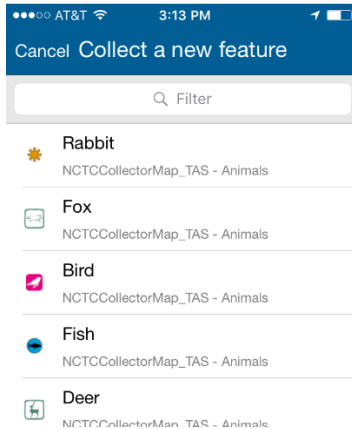 AT&T 3:13 PM
Cancel Collect a new feature
Filter
Rabbit
NCTCCollectorMap_TAS - Animals
Fox
NCTCCollectorMap_TAS - Animals
Bird
NCTCCollectorMap_TAS - Animals
Fish
NCTCCollectorMap_TAS - Animals
Deer
NCTCCollectorMap_TAS - Animals